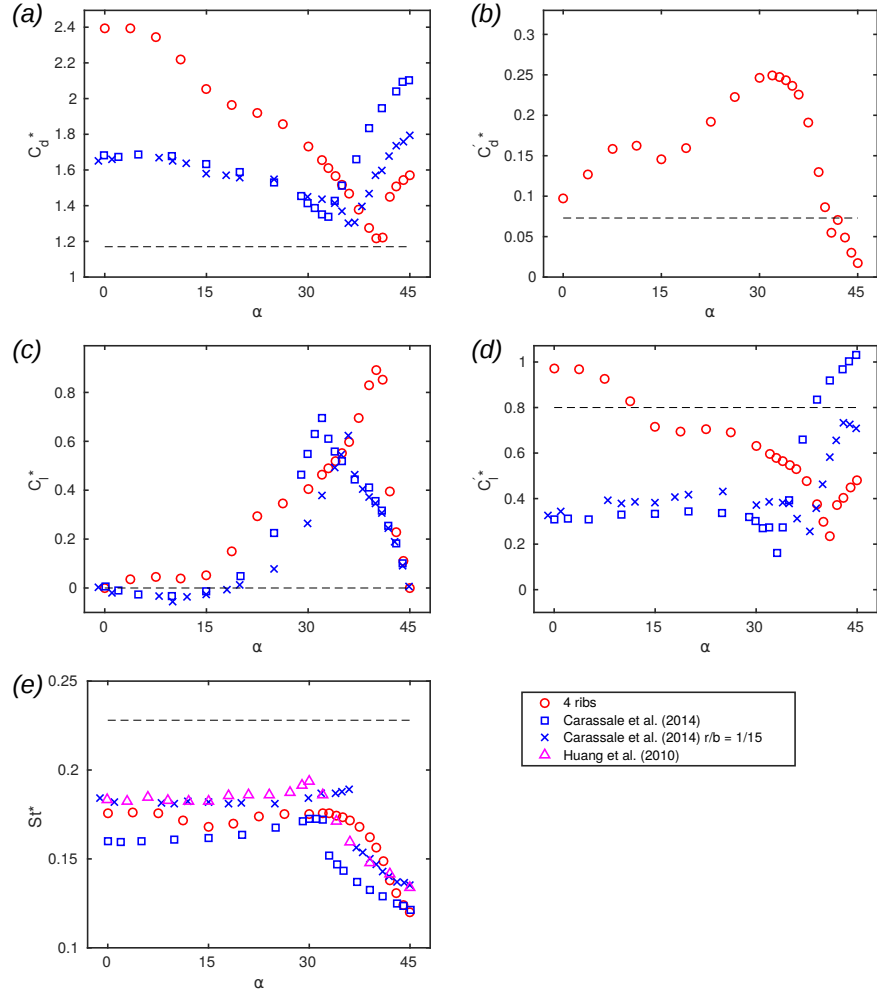 (a)
2.4
2.2
2
1.8
1.6
1.4
1.2
1
C_d*
0 15 30 45
α
(b)
0.3
0.25
0.2
0.15
0.1
0.05
0
C′_d*
0 15 30 45
α
(c)
0.8
0.6
0.4
0.2
0
C_l*
0 15 30 45
α
(d)
1
0.8
0.6
0.4
0.2
0
C′_l*
0 15 30 45
α
(e)
0.25
0.2
0.15
0.1
St*
0 15 30 45
α
4 ribs
Carassale et al. (2014)
Carassale et al. (2014) r/b = 1/15
Huang et al. (2010)